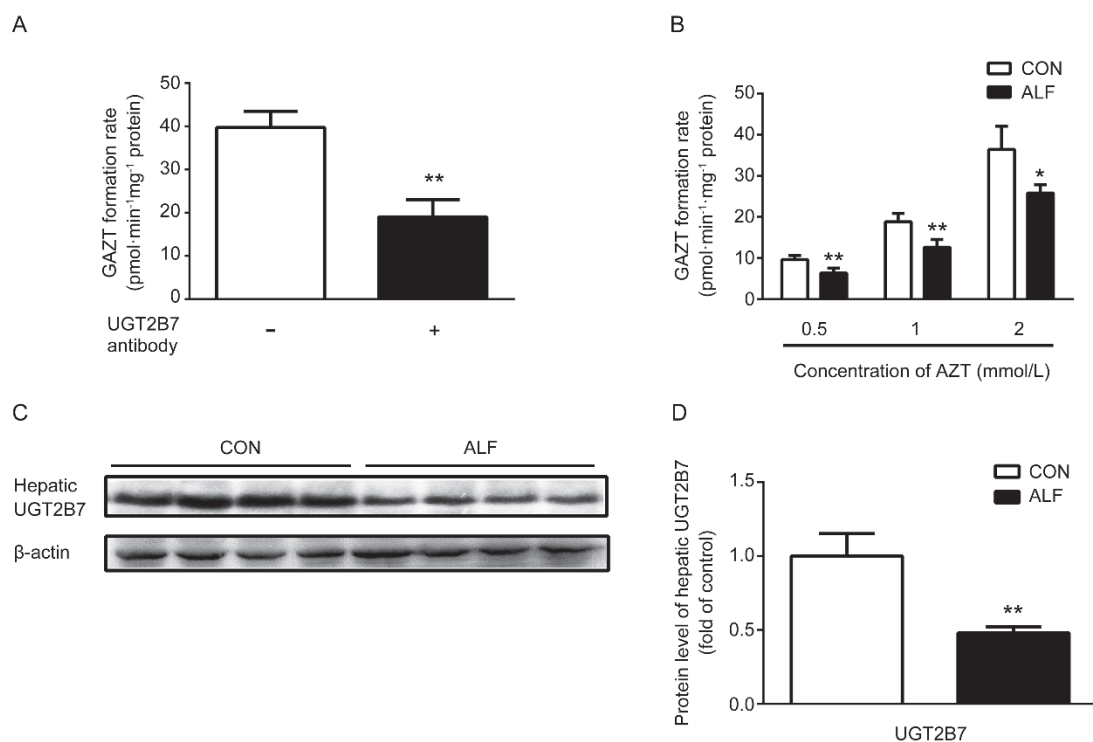 A
GAZT formation rate
(pmol·min⁻¹mg⁻¹ protein)
50
40
30
20
10
0
**
UGT2B7
antibody
–
+
B
CON
ALF
GAZT formation rate
(pmol·min⁻¹·mg⁻¹ protein)
50
40
30
20
10
0
**
**
*
0.5 1 2
Concentration of AZT (mmol/L)
C
CON ALF
Hepatic
UGT2B7
β-actin
D
CON
ALF
Protein level of hepatic UGT2B7
(fold of control)
1.5
1.0
0.5
0.0
**
UGT2B7